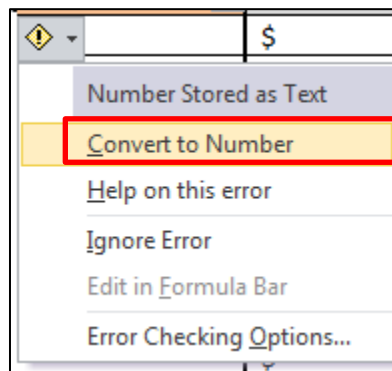 $
Number Stored as Text
Convert to Number
Help on this error
Ignore Error
Edit in Formula Bar
Error Checking Options...